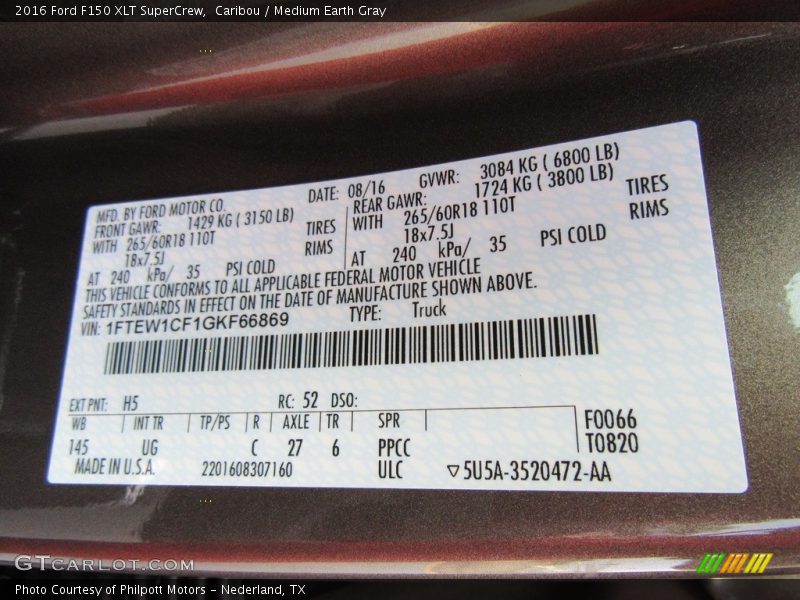 2016 Ford F150 XLT SuperCrew,  Caribou / Medium Earth Gray
MFD. BY FORD MOTOR CO. DATE: 08/16 GVWR: 3084 KG ( 6800 LB)
FRONT GAWR: 1429 KG ( 3150 LB) REAR GAWR: 1724 KG ( 3800 LB)
WITH 265/60R18 110T TIRES WITH 265/60R18 110T TIRES
18x7.5J RIMS 18x7.5J RIMS
AT 240 kPa/ 35 PSI COLD AT 240 kPa/ 35 PSI COLD
THIS VEHICLE CONFORMS TO ALL APPLICABLE FEDERAL MOTOR VEHICLE
SAFETY STANDARDS IN EFFECT ON THE DATE OF MANUFACTURE SHOWN ABOVE.
VIN: 1FTEW1CF1GKF66869 TYPE: Truck
EXT PNT: H5 RC: 52 DSO:
WB INT TR TP/PS R AXLE TR SPR F0066
145 UG C 27 6 PPCC T0820
MADE IN U.S.A. 2201608307160 ULC ▽5U5A-3520472-AA
GTCARLOT.COM
Photo Courtesy of Philpott Motors - Nederland, TX